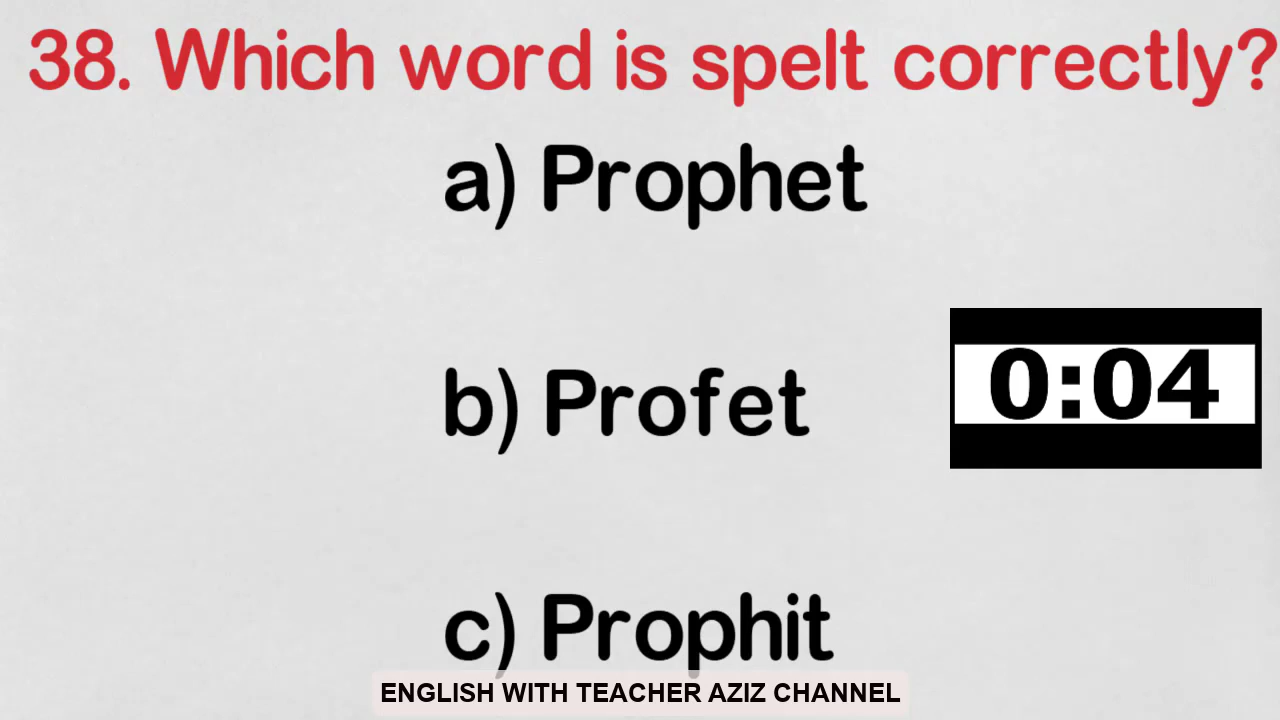 38. Which word is spelt correctly?
a) Prophet
b) Profet
0:04
c) Prophit
ENGLISH WITH TEACHER AZIZ CHANNEL